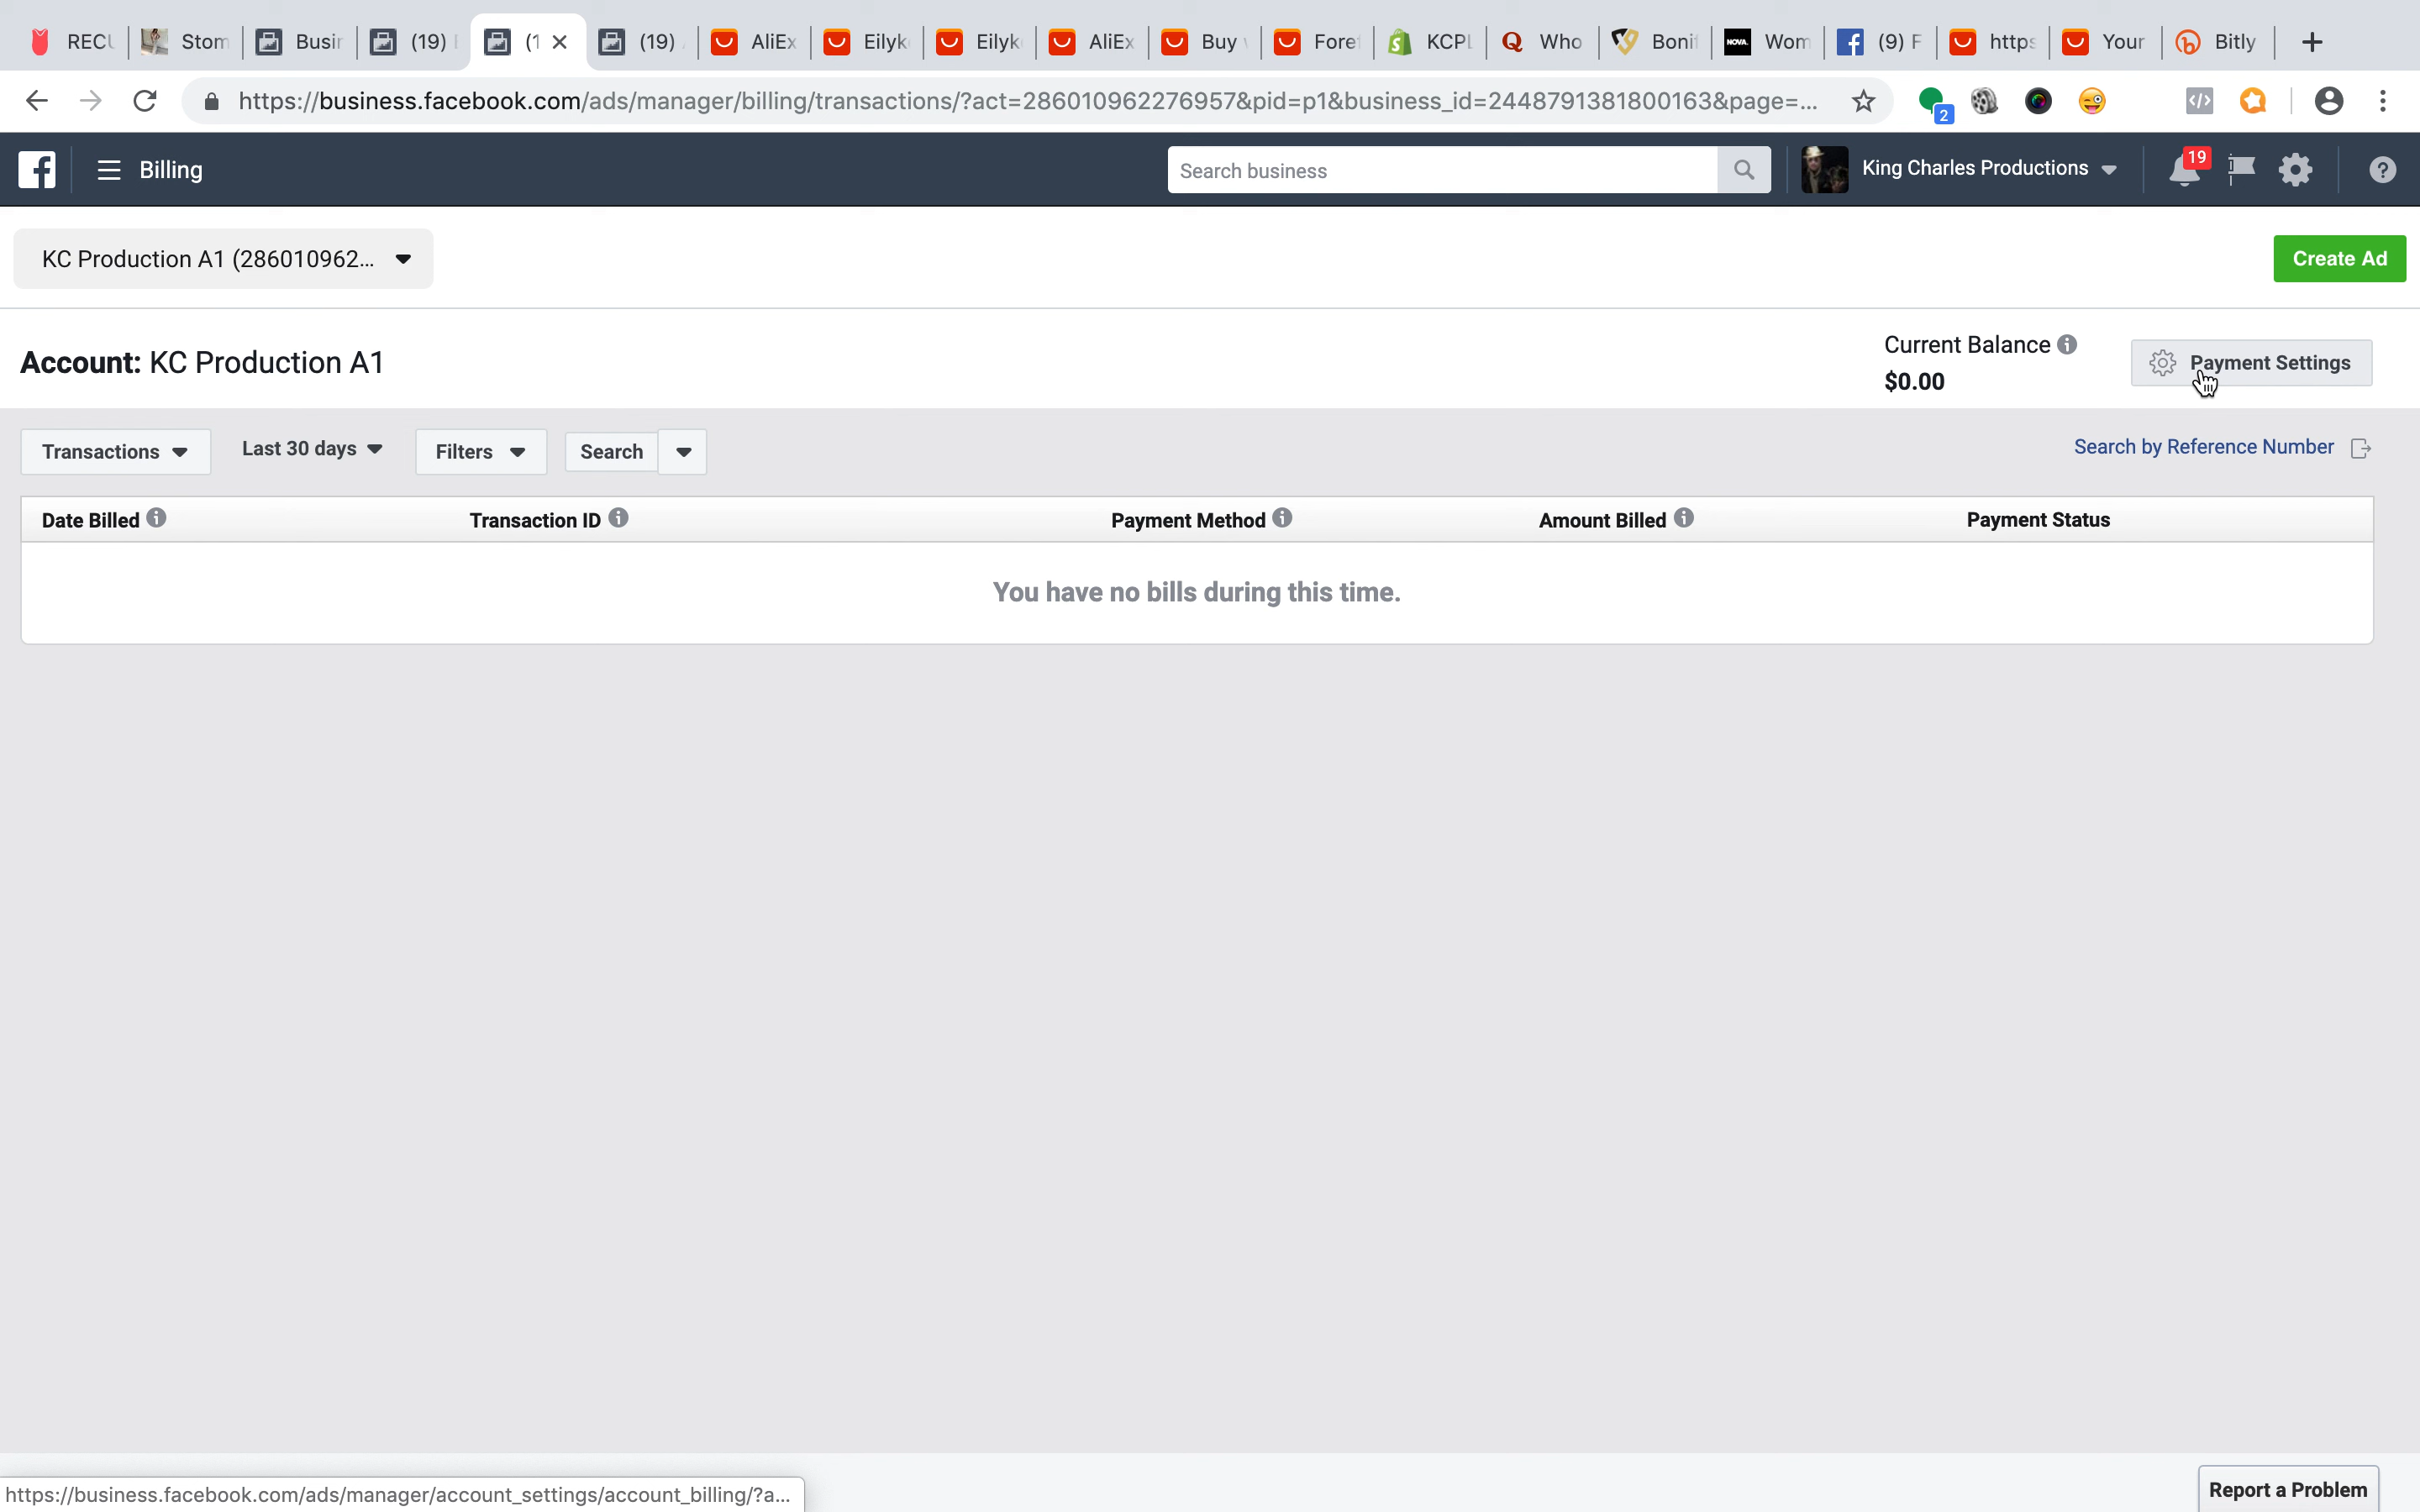 RECU Stom Busin (19) (1 (19) AliEx Eilyk Eilyk AliEx Buy Foref KCPL Who Bonif Wom (9) F https Your Bitly
https://business.facebook.com/ads/manager/billing/transactions/?act=286010962276957&pid=p1&business_id=2448791381800163&page=... 2
Billing Search business King Charles Productions 19
KC Production A1 (286010962... Create Ad
Account: KC Production A1 Current Balance Payment Settings
$0.00
Transactions Last 30 days Filters Search Search by Reference Number
Date Billed Transaction ID Payment Method Amount Billed Payment Status
You have no bills during this time.
https://business.facebook.com/ads/manager/account_settings/account_billing/?a... Report a Problem